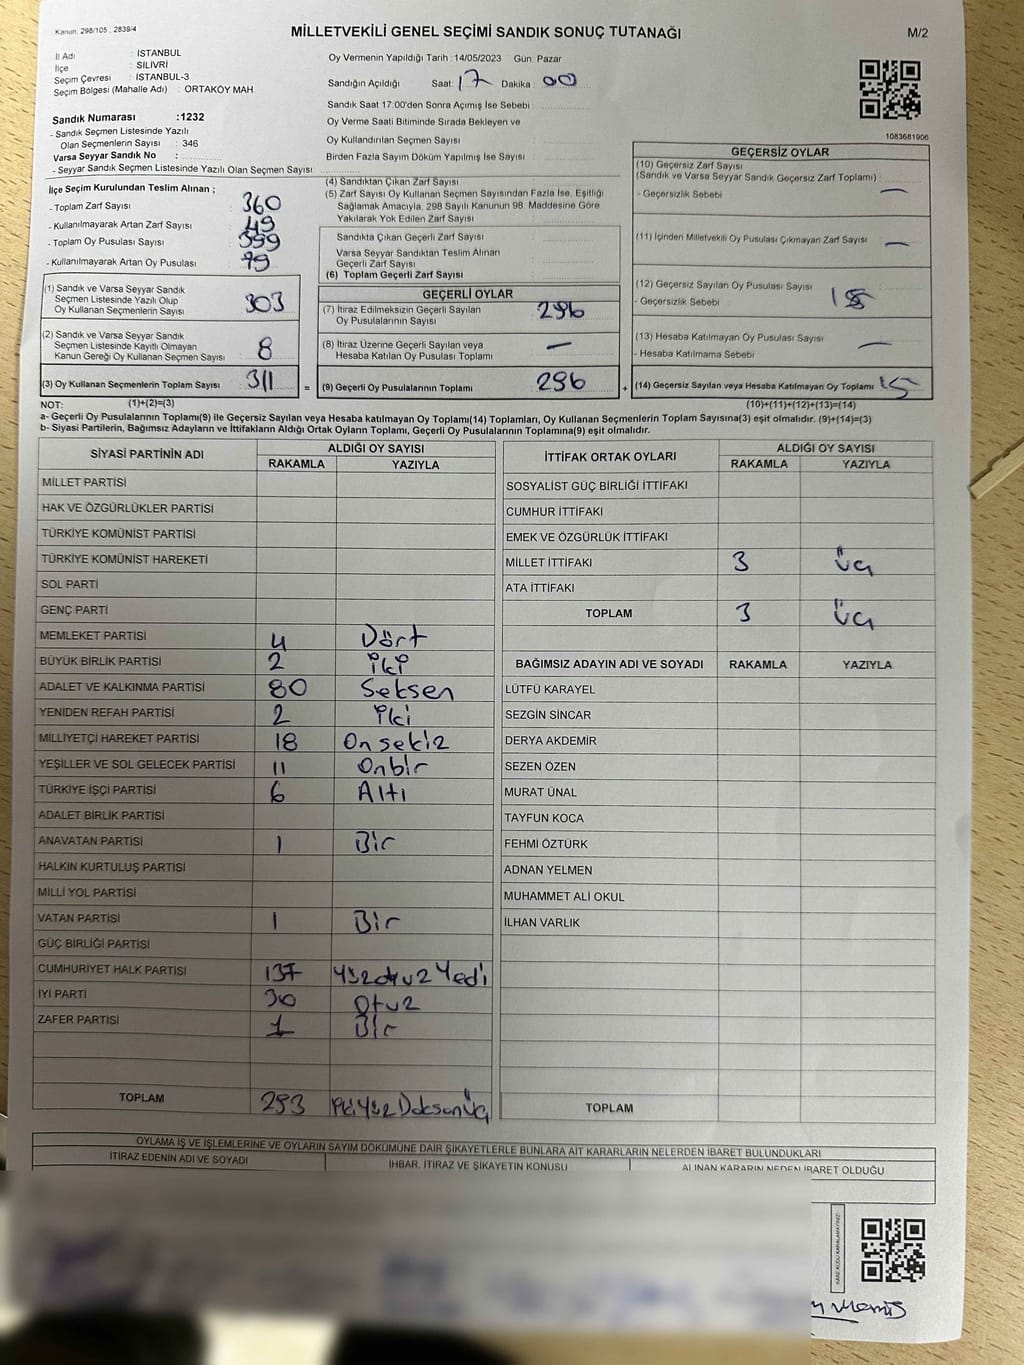 Kanun: 298/105 , 2839/4
MİLLETVEKİLİ GENEL SEÇİMİ SANDIK SONUÇ TUTANAĞI
M/2
İl Adı : İSTANBUL
İlçe : SİLİVRİ
Seçim Çevresi : İSTANBUL-3
Seçim Bölgesi (Mahalle Adı) : ORTAKÖY MAH.
Sandık Numarası :1232
- Sandık Seçmen Listesinde Yazılı
Olan Seçmenlerin Sayısı : 346
Varsa Seyyar Sandık No :
- Seyyar Sandık Seçmen Listesinde Yazılı Olan Seçmen Sayısı:
Oy Vermenin Yapıldığı Tarih :14/05/2023 Gün: Pazar
Sandığın Açıldığı Saat: 17 Dakika : 00
Sandık Saat 17:00'den Sonra Açımış İse Sebebi :
Oy Verme Saati Bitiminde Sırada Bekleyen ve
Oy Kullandırılan Seçmen Sayısı :
Birden Fazla Sayım Döküm Yapılmış İse Sayısı :
1083681906
İlçe Seçim Kurulundan Teslim Alınan ;
- Toplam Zarf Sayısı : 360
- Kullanılmayarak Artan Zarf Sayısı : 49
- Toplam Oy Pusulası Sayısı : 399
- Kullanılmayarak Artan Oy Pusulası : 79
(1) Sandık ve Varsa Seyyar Sandık
Seçmen Listesinde Yazılı Olup
Oy Kullanan Seçmenlerin Sayısı : 303
(2) Sandık ve Varsa Seyyar Sandık
Seçmen Listesinde Kayıtlı Olmayan
Kanun Gereği Oy Kullanan Seçmen Sayısı : 8
(3) Oy Kullanan Seçmenlerin Toplam Sayısı : 311 =
(4) Sandıktan Çıkan Zarf Sayısı :
(5) Zarf Sayısı Oy Kullanan Seçmen Sayısından Fazla İse, Eşitliği
Sağlamak Amacıyla, 298 Sayılı Kanunun 98. Maddesine Göre
Yakılarak Yok Edilen Zarf Sayısı :
Sandıkta Çıkan Geçerli Zarf Sayısı :
Varsa Seyyar Sandıktan Teslim Alınan
Geçerli Zarf Sayısı :
(6) Toplam Geçerli Zarf Sayısı :
GEÇERLİ OYLAR
(7) İtiraz Edilmeksizin Geçerli Sayılan
Oy Pusulalarının Sayısı : 296
(8) İtiraz Üzerine Geçerli Sayılan veya
Hesaba Katılan Oy Pusulası Toplamı : —
(9) Geçerli Oy Pusulalarının Toplamı : 296 +
GEÇERSİZ OYLAR
(10) Geçersiz Zarf Sayısı
(Sandık ve Varsa Seyyar Sandık Geçersiz Zarf Toplamı) :
- Geçersizlik Sebebi : —
(11) İçinden Milletvekili Oy Pusulası Çıkmayan Zarf Sayısı : —
(12) Geçersiz Sayılan Oy Pusulası Sayısı :
- Geçersizlik Sebebi :
(13) Hesaba Katılmayan Oy Pusulası Sayısı :
- Hesaba Katılmama Sebebi : —
(14) Geçersiz Sayılan veya Hesaba Katılmayan Oy Toplamı : 15
NOT: (1)+(2)=(3) (10)+(11)+(12)+(13)=(14)
a- Geçerli Oy Pusulalarının Toplamı(9) ile Geçersiz Sayılan veya Hesaba katılmayan Oy Toplamı(14) Toplamları, Oy Kullanan Seçmenlerin Toplam Sayısına(3) eşit olmalıdır. (9)+(14)=(3)
b- Siyasi Partilerin, Bağımsız Adayların ve İttifakların Aldığı Ortak Oyların Toplamı, Geçerli Oy Pusulalarının Toplamına(9) eşit olmalıdır.
SİYASİ PARTİNİN ADI ALDIĞI OY SAYISI
RAKAMLA YAZIYLA
MİLLET PARTİSİ
HAK VE ÖZGÜRLÜKLER PARTİSİ
TÜRKİYE KOMÜNİST PARTİSİ
TÜRKİYE KOMÜNİST HAREKETİ
SOL PARTİ
GENÇ PARTİ
MEMLEKET PARTİSİ 4 Dört
BÜYÜK BİRLİK PARTİSİ 2 iki
ADALET VE KALKINMA PARTİSİ 80 Seksen
YENİDEN REFAH PARTİSİ 2 iki
MİLLİYETÇİ HAREKET PARTİSİ 18 On sekiz
YEŞİLLER VE SOL GELECEK PARTİSİ 11 Onbir
TÜRKİYE İŞÇİ PARTİSİ 6 Altı
ADALET BİRLİK PARTİSİ
ANAVATAN PARTİSİ 1 Bir
HALKIN KURTULUŞ PARTİSİ
MİLLİ YOL PARTİSİ
VATAN PARTİSİ 1 Bir
GÜÇ BİRLİĞİ PARTİSİ
CUMHURİYET HALK PARTİSİ 137 Yüzotuz Yedi
İYİ PARTİ 30 Otuz
ZAFER PARTİSİ 1 Bir
TOPLAM 293 İkiYüz DoksanÜç
İTTİFAK ORTAK OYLARI ALDIĞI OY SAYISI
RAKAMLA YAZIYLA
SOSYALİST GÜÇ BİRLİĞİ İTTİFAKI
CUMHUR İTTİFAKI
EMEK VE ÖZGÜRLÜK İTTİFAKI
MİLLET İTTİFAKI 3 Üç
ATA İTTİFAKI
TOPLAM 3 Üç
BAĞIMSIZ ADAYIN ADI VE SOYADI RAKAMLA YAZIYLA
LÜTFÜ KARAYEL
SEZGİN SİNCAR
DERYA AKDEMİR
SEZEN ÖZEN
MURAT ÜNAL
TAYFUN KOCA
FEHMİ ÖZTÜRK
ADNAN YELMEN
MUHAMMET ALİ OKUL
İLHAN VARLIK
TOPLAM
OYLAMA İŞ VE İŞLEMLERİNE VE OYLARIN SAYIM DÖKÜMÜNE DAİR ŞİKAYETLERLE BUNLARA AİT KARARLARIN NELERDEN İBARET BULUNDUKLARI
İTİRAZ EDENİN ADI VE SOYADI İHBAR, İTİRAZ VE ŞİKAYETİN KONUSU ALINAN KARARIN NEDEN İBARET OLDUĞU